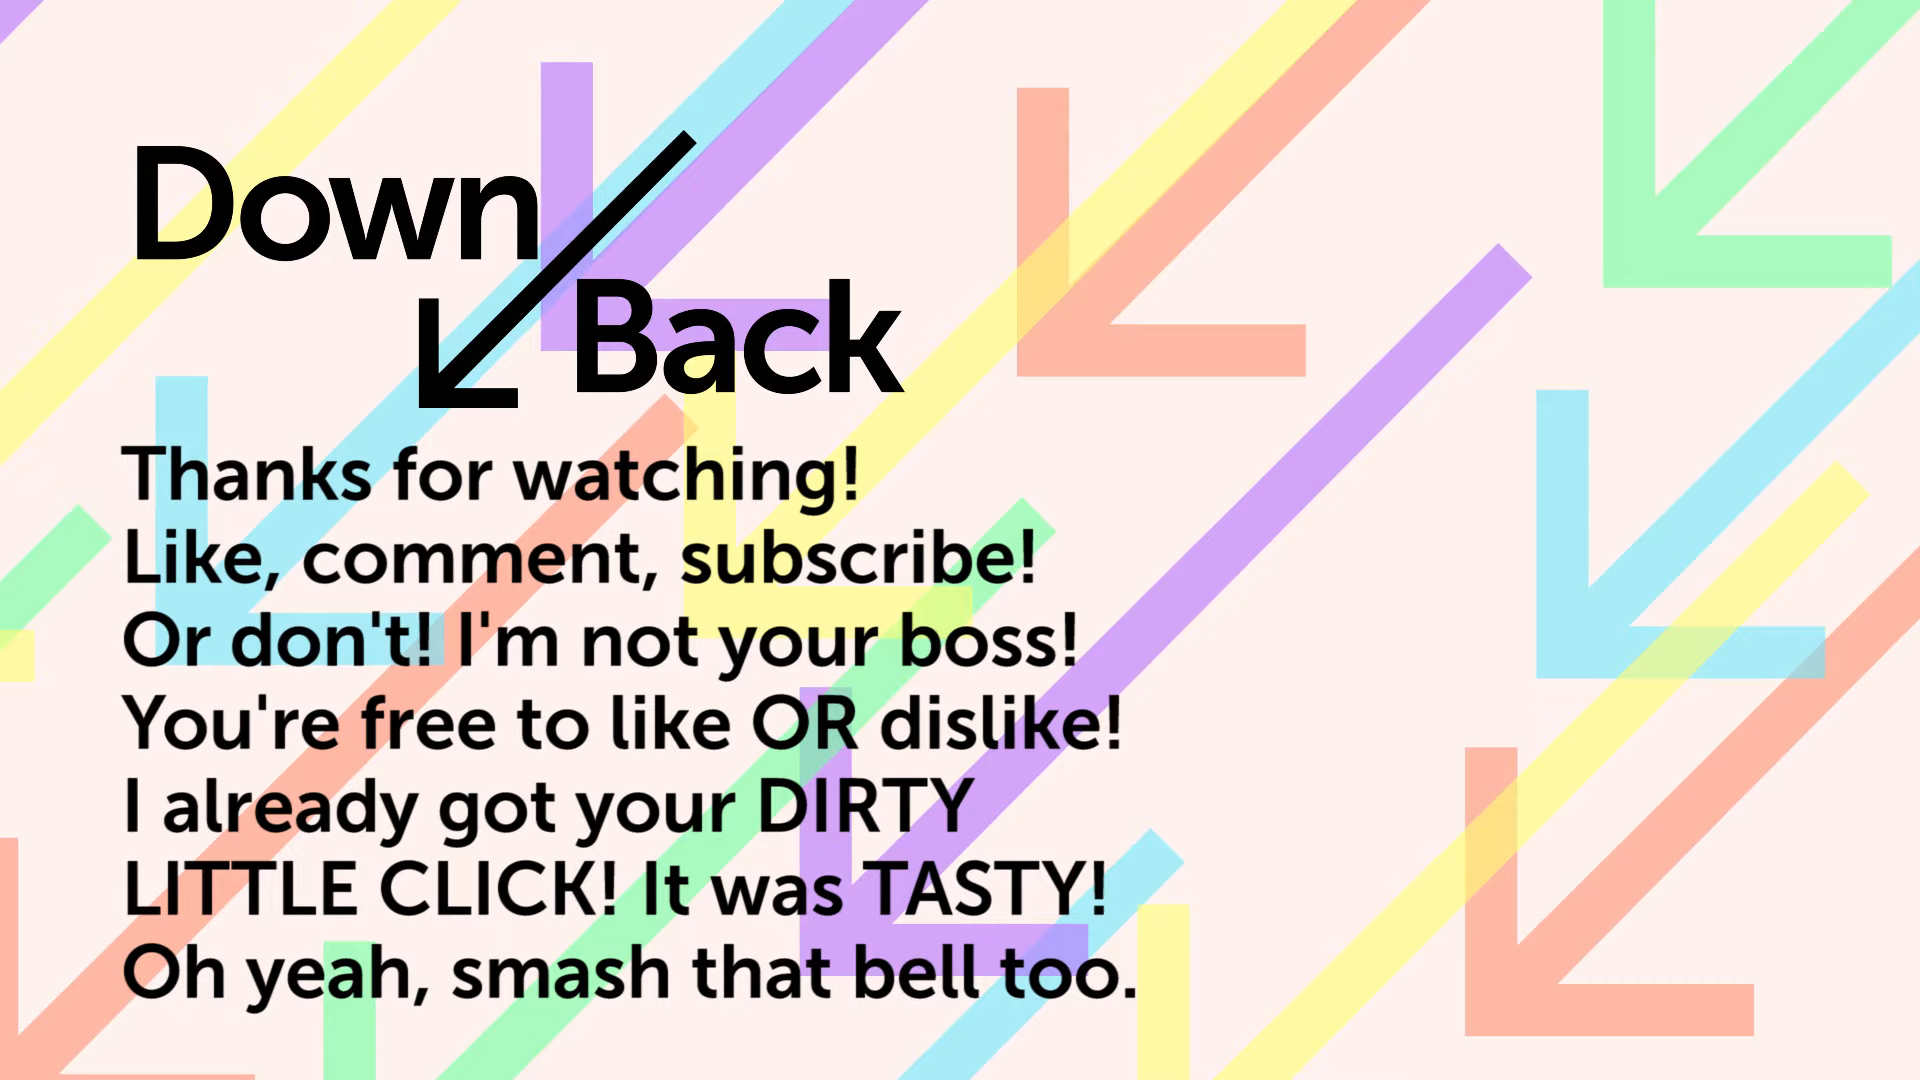 Down
Back
Thanks for watching!
Like, comment, subscribe!
Or don't! I'm not your boss!
You're free to like OR dislike!
I already got your DIRTY
LITTLE CLICK! It was TASTY!
Oh yeah, smash that bell too.